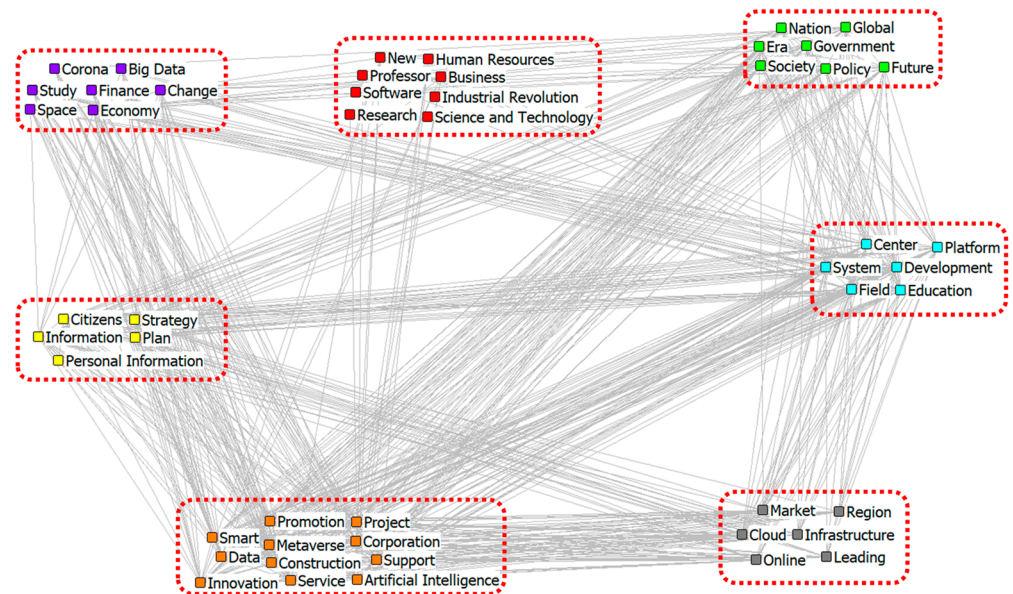 Corona
Big Data
Study
Finance
Change
Space
Economy
New
Human Resources
Professor
Business
Software
Industrial Revolution
Research
Science and Technology
Nation
Global
Era
Government
Society
Policy
Future
Center
Platform
System
Development
Field
Education
Citizens
Strategy
Information
Plan
Personal Information
Promotion
Project
Smart
Metaverse
Corporation
Data
Construction
Support
Innovation
Service
Artificial Intelligence
Market
Region
Cloud
Infrastructure
Online
Leading